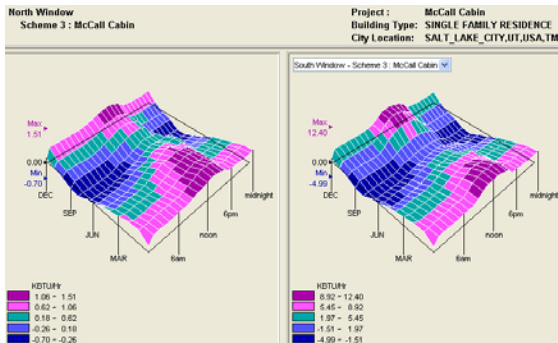 North Window
Scheme 3 : McCall Cabin
Project : McCall Cabin
Building Type: SINGLE FAMILY RESIDENCE
City Location: SALT_LAKE_CITY,UT,USA,TM
Max
1.51
0.00
Min
-0.70
DEC
SEP
JUN
MAR
6am
noon
6pm
midnight
KBTU/Hr
1.06 - 1.51
0.62 - 1.06
0.18 - 0.62
-0.26 - 0.18
-0.70 - -0.26
South Window - Scheme 3 : McCall Cabin
Max
12.40
0.00
Min
-4.99
DEC
SEP
JUN
MAR
6am
noon
6pm
midnight
KBTU/Hr
8.92 - 12.40
5.45 - 8.92
1.97 - 5.45
-1.51 - 1.97
-4.99 - -1.51